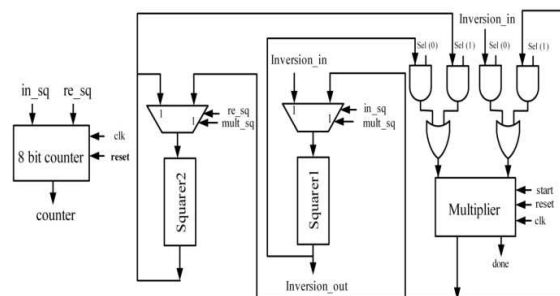 Inversion_in
Sel (0)
Sel (1)
Sel (0)
Sel (1)
Inversion_in
in_sq
re_sq
1
1
re_sq
mult_sq
1
1
in_sq
mult_sq
clk
reset
8 bit counter
counter
Squarer2
Squarer1
Multiplier
start
reset
clk
done
Inversion_out